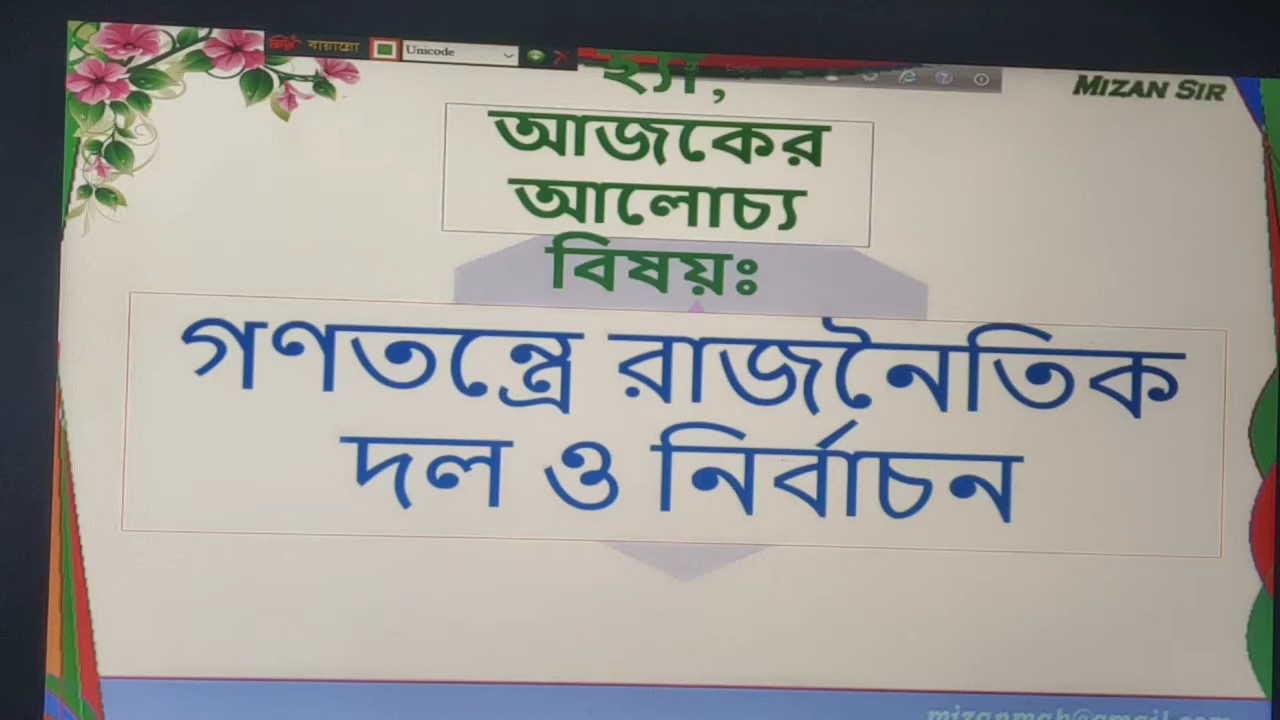 বায়ান্নো
Unicode
MIZAN SIR
হ্যাঁ,
আজকের
আলোচ্য
বিষয়ঃ
গণতন্ত্রে রাজনৈতিক
দল ও নির্বাচন